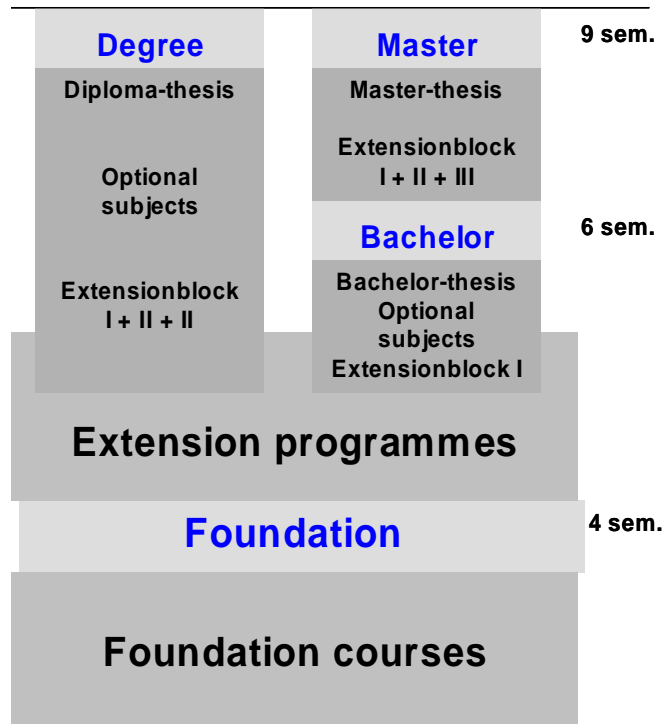 Degree
Master
9 sem.
Diploma-thesis
Master-thesis
Optional
subjects
Extensionblock
I + II + III
Bachelor
6 sem.
Extensionblock
I + II + II
Bachelor-thesis
Optional
subjects
Extensionblock I
Extension programmes
Foundation
4 sem.
Foundation courses